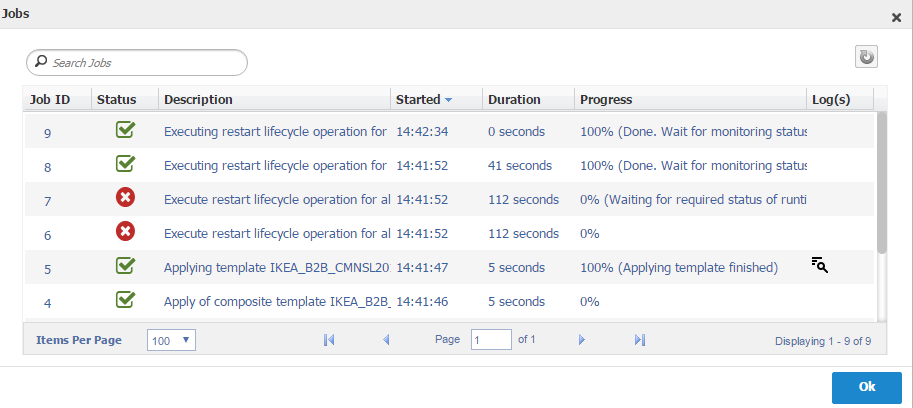 Jobs
Search Jobs
Job ID Status Description Started Duration Progress Log(s)
9 Executing restart lifecycle operation for 14:42:34 0 seconds 100% (Done. Wait for monitoring status
8 Executing restart lifecycle operation for 14:41:52 41 seconds 100% (Done. Wait for monitoring status
7 Execute restart lifecycle operation for al 14:41:52 112 seconds 0% (Waiting for required status of runti
6 Execute restart lifecycle operation for al 14:41:52 112 seconds 0%
5 Applying template IKEA_B2B_CMNSL20 14:41:47 5 seconds 100% (Applying template finished)
4 Apply of composite template IKEA_B2B_ 14:41:46 5 seconds 0%
Items Per Page 100 Page 1 of 1 Displaying 1 - 9 of 9
Ok